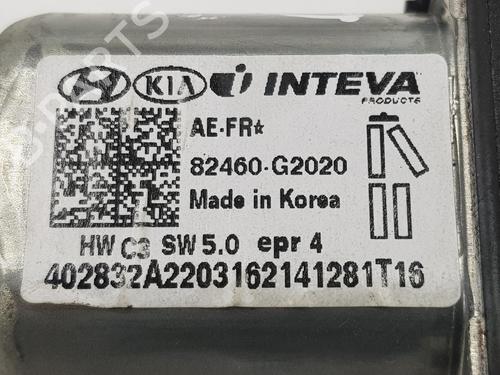 KIA INTEVA
PRODUCTS
AE-FR*
82460-G2020
Made in Korea
HW C3 SW 5.0 epr 4
402832A2203162141281T16